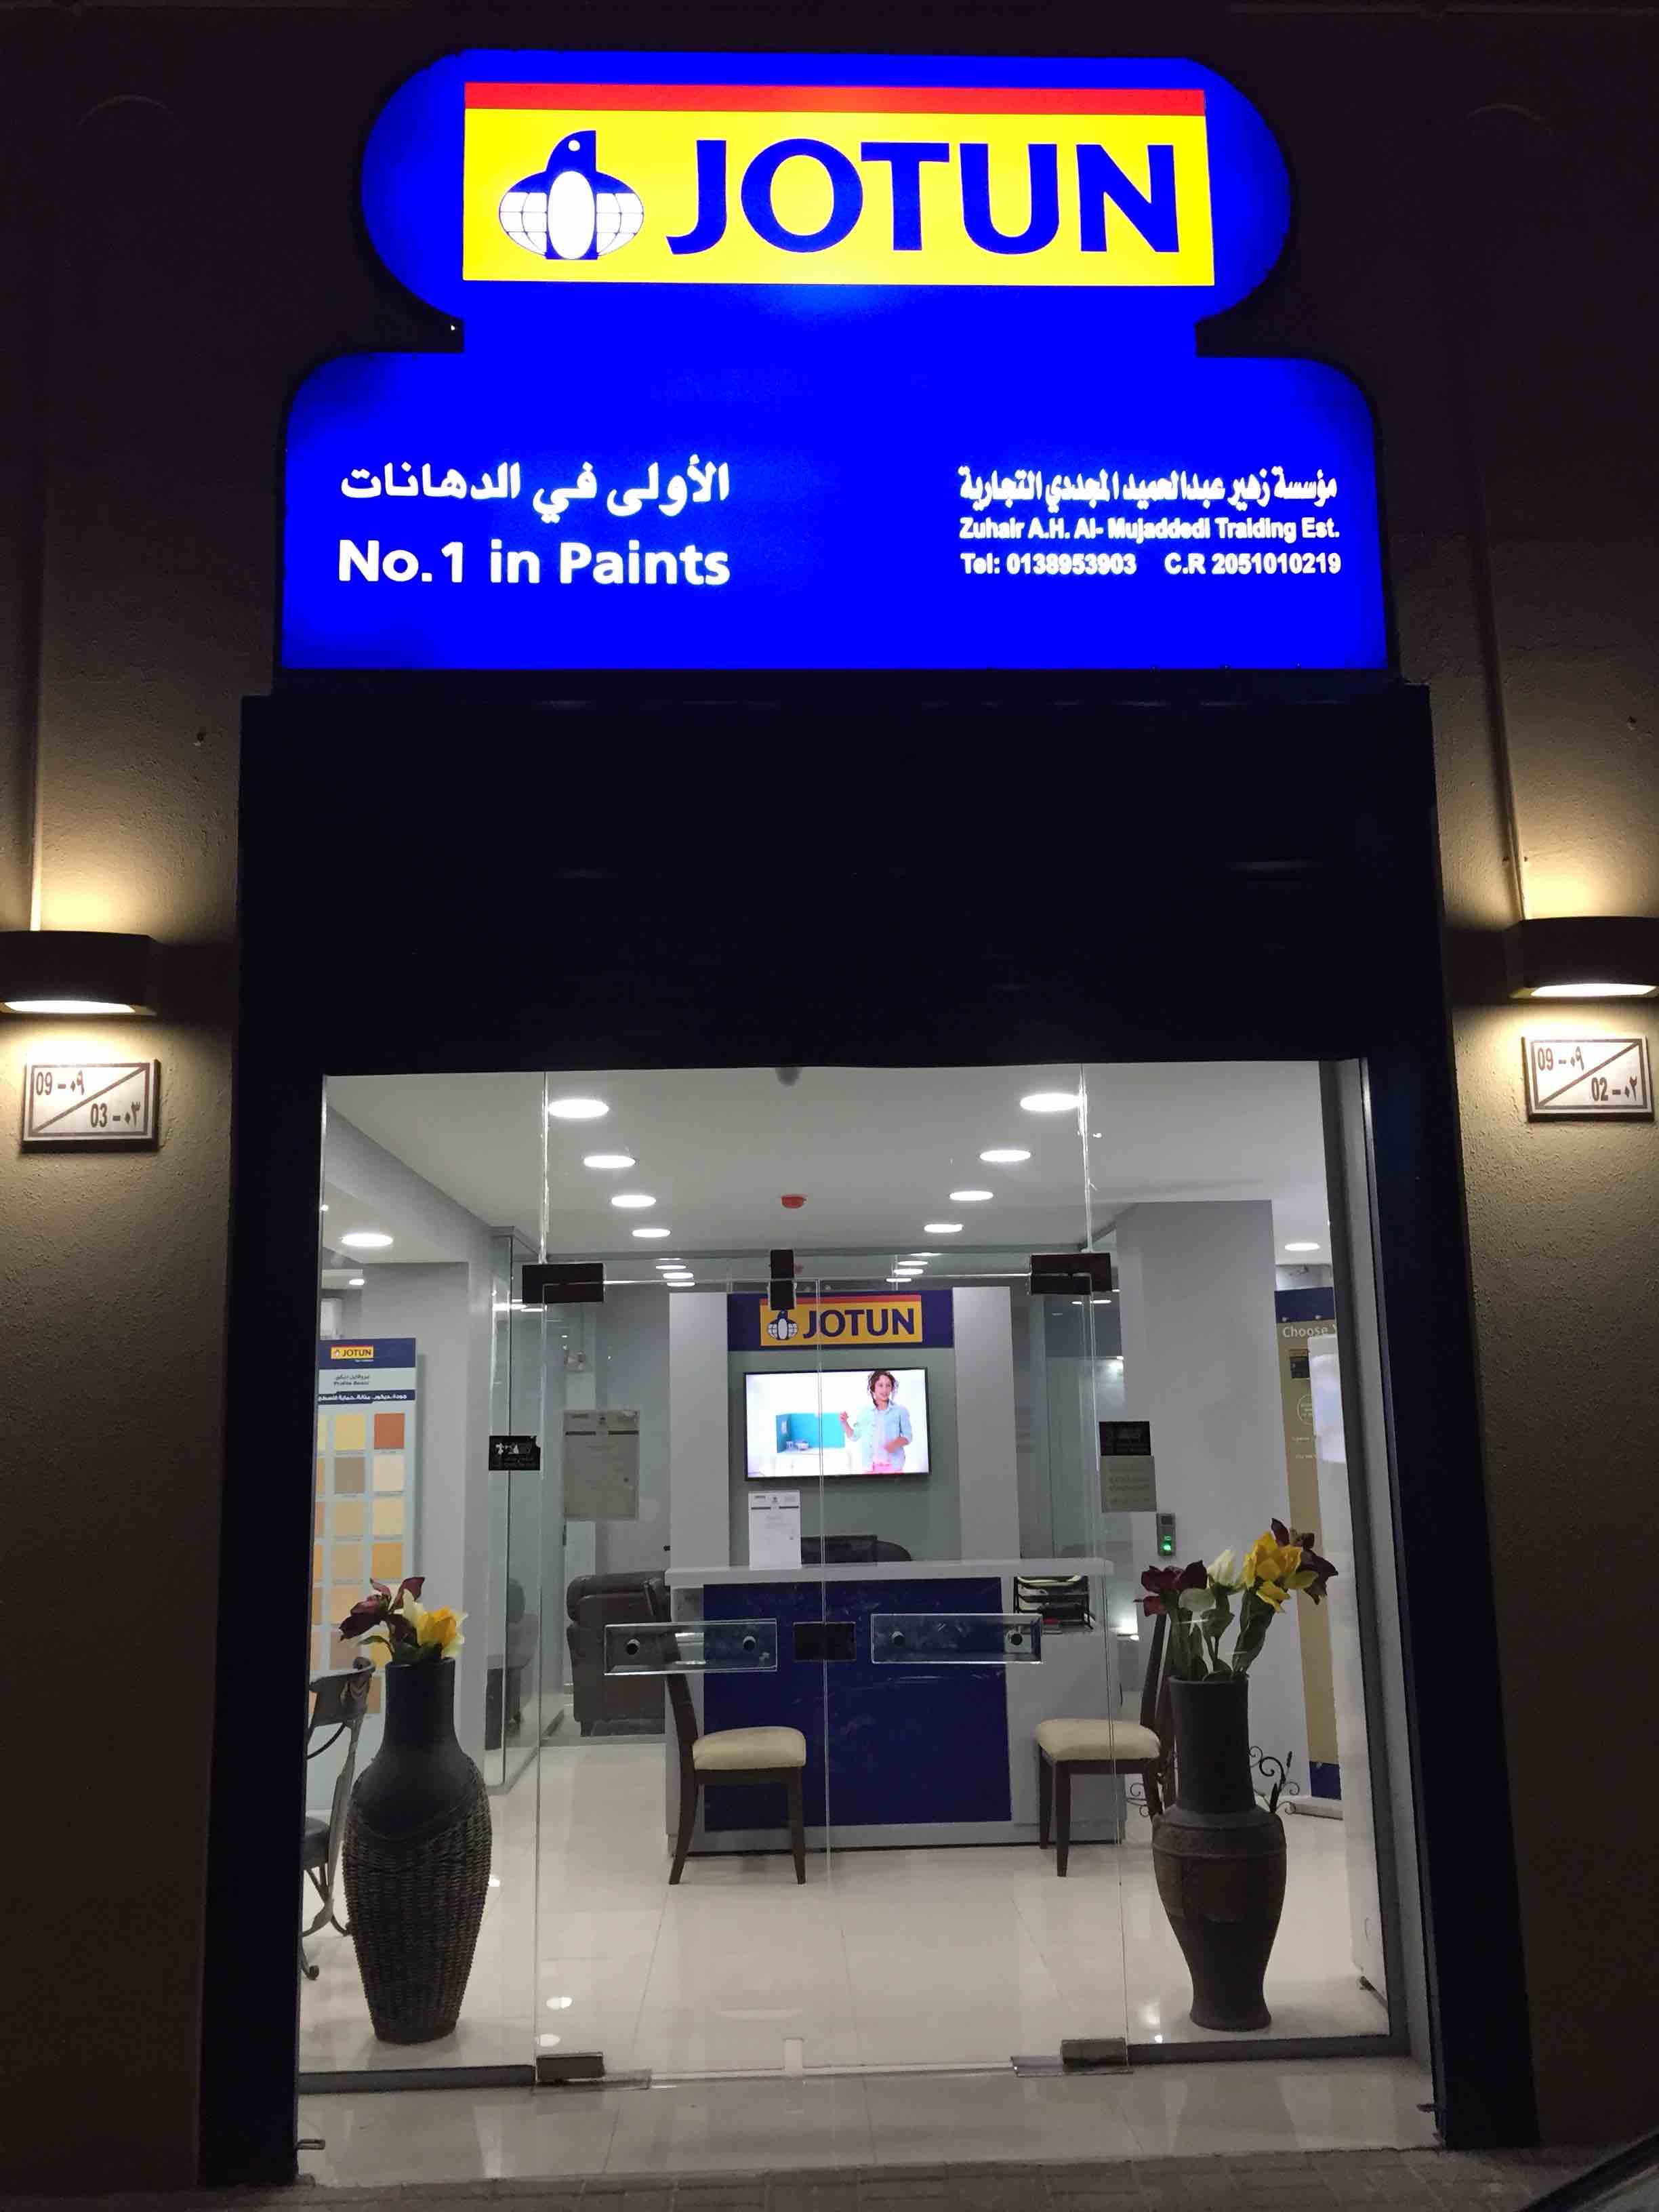 JOTUN
الأولى في الدهانات
No.1 in Paints
مؤسسة زهير عبدالحميد المجددي التجارية
Zuhair A.H. Al- Mujaddedi Traiding Est.
Tel: 0138953903 C.R 2051010219
09 - ٠٩
03 - ٠٣
09 - ٠٩
02 - ٠٢
JOTUN
JOTUN
Choose